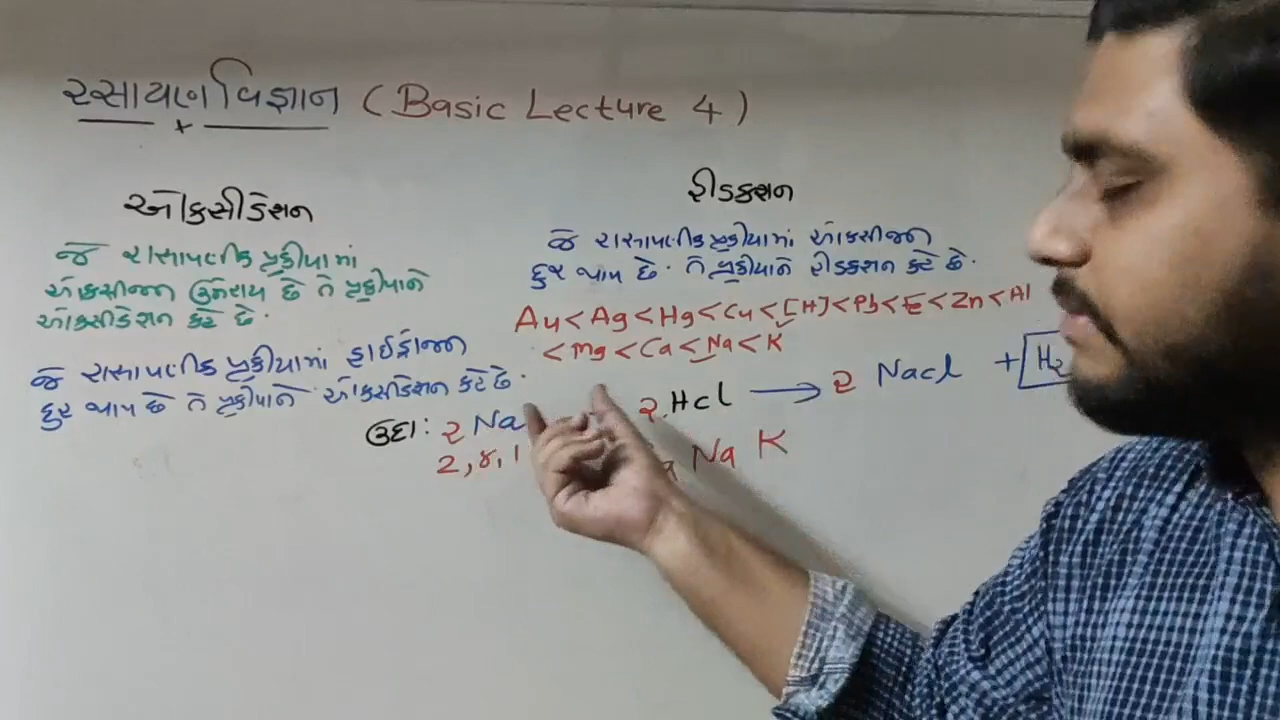 રસાયણ વિજ્ઞાન ( Basic Lecture 4 )
ઓક્સીડેશન
જે રાસાયણીક પ્રક્રીયામાં
ઓક્સીજન ઉમેરાય છે તે પ્રક્રીયાને
ઓક્સીડેશન કહે છે.
જે રાસાયણીક પ્રક્રીયામાં હાઈડ્રોજન
દુર થાય છે તે પ્રક્રીયાને ઓક્સીડેશન કહે છે.
રીડક્શન
જે રાસાયણીક પ્રક્રીયામાં ઓક્સીજન
દુર થાય છે. તે પ્રક્રીયાને રીડક્શન કહે છે.
Au < Ag < Hg < Cu < [H] < Pb < Fe < Zn < Al
< Mg < Ca < Na < K
ઉદા: 2 Na 2 HCl → 2 Nacl + H2
2, 8, 1 Na K